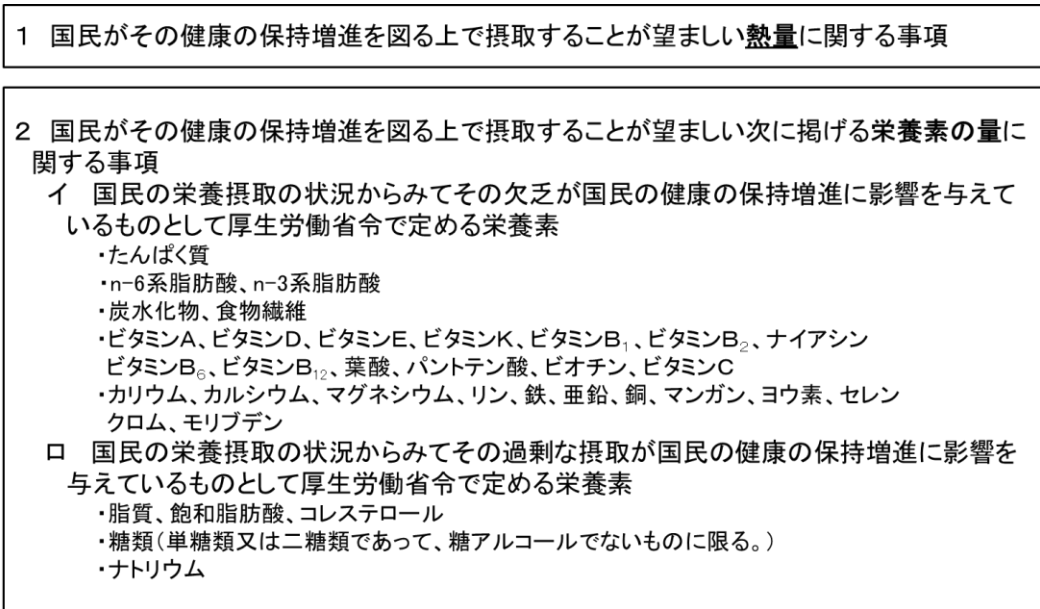 1 国民がその健康の保持増進を図る上で摂取することが望ましい熱量に関する事項
2 国民がその健康の保持増進を図る上で摂取することが望ましい次に掲げる栄養素の量に
関する事項
イ 国民の栄養摂取の状況からみてその欠乏が国民の健康の保持増進に影響を与えて
いるものとして厚生労働省令で定める栄養素
・たんぱく質
・n-6系脂肪酸、n-3系脂肪酸
・炭水化物、食物繊維
・ビタミンA、ビタミンD、ビタミンE、ビタミンK、ビタミンB₁、ビタミンB₂、ナイアシン
ビタミンB₆、ビタミンB₁₂、葉酸、パントテン酸、ビオチン、ビタミンC
・カリウム、カルシウム、マグネシウム、リン、鉄、亜鉛、銅、マンガン、ヨウ素、セレン
クロム、モリブデン
ロ 国民の栄養摂取の状況からみてその過剰な摂取が国民の健康の保持増進に影響を
与えているものとして厚生労働省令で定める栄養素
・脂質、飽和脂肪酸、コレステロール
・糖類(単糖類又は二糖類であって、糖アルコールでないものに限る。)
・ナトリウム